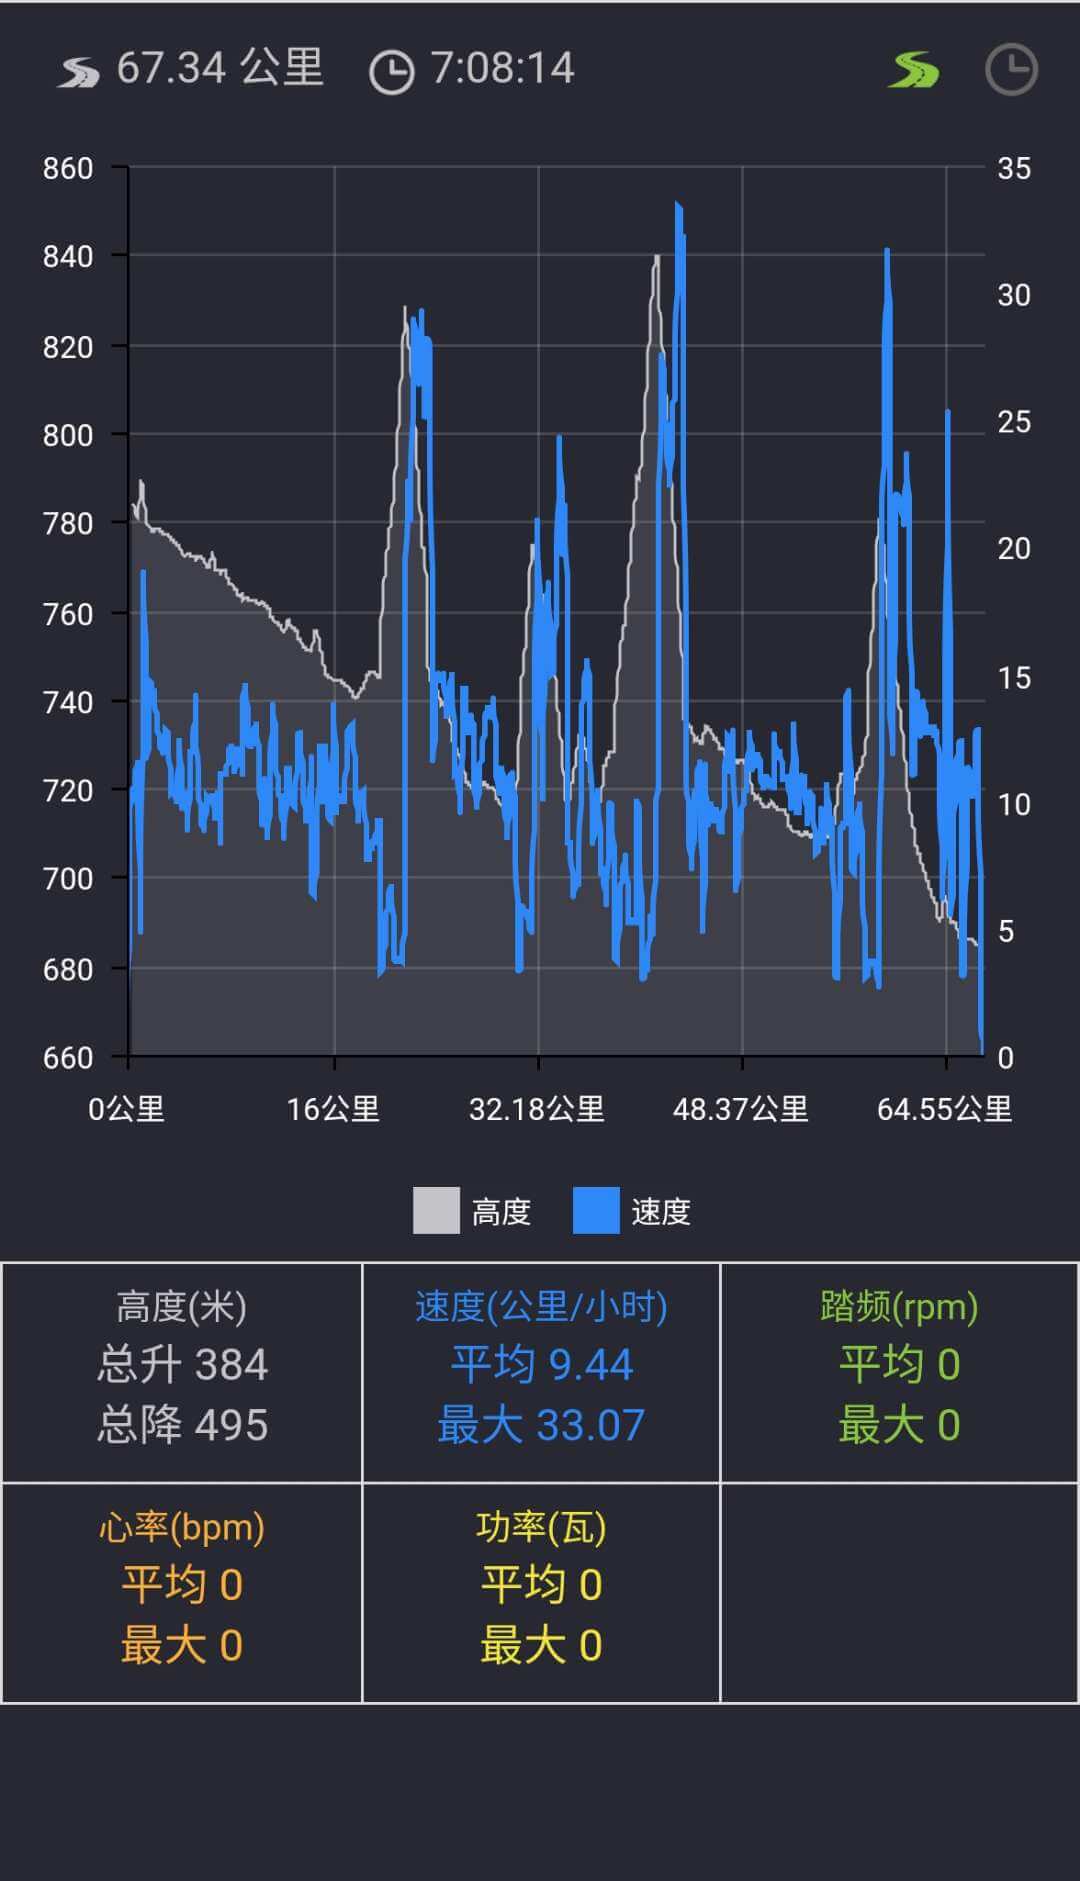 67.34 公里 7:08:14
860 35
840
820 30
800 25
780
760 20
740 15
720 10
700
680 5
660 0
0公里 16公里 32.18公里 48.37公里 64.55公里
高度 速度
高度(米) 速度(公里/小时) 踏频(rpm)
总升 384 平均 9.44 平均 0
总降 495 最大 33.07 最大 0
心率(bpm) 功率(瓦)
平均 0 平均 0
最大 0 最大 0